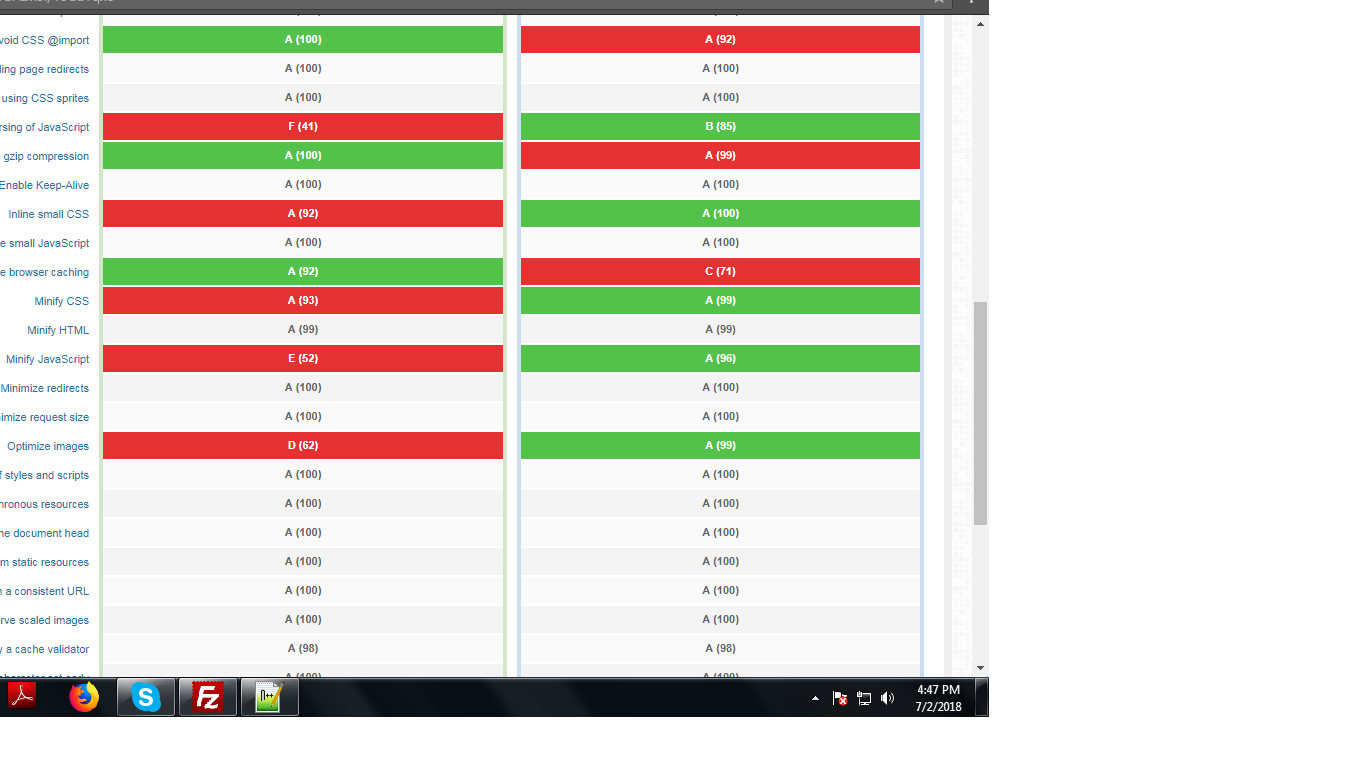 void CSS @import A (100) A (92)
ling page redirects A (100) A (100)
using CSS sprites A (100) A (100)
rsing of JavaScript F (41) B (85)
gzip compression A (100) A (99)
Enable Keep-Alive A (100) A (100)
Inline small CSS A (92) A (100)
e small JavaScript A (100) A (100)
e browser caching A (92) C (71)
Minify CSS A (93) A (99)
Minify HTML A (99) A (99)
Minify JavaScript E (52) A (96)
Minimize redirects A (100) A (100)
imize request size A (100) A (100)
Optimize images D (62) A (99)
f styles and scripts A (100) A (100)
hronous resources A (100) A (100)
he document head A (100) A (100)
m static resources A (100) A (100)
n a consistent URL A (100) A (100)
rve scaled images A (100) A (100)
y a cache validator A (98) A (98)
character set early A (100) A (100)
S
Fz
n++
4:47 PM
7/2/2018